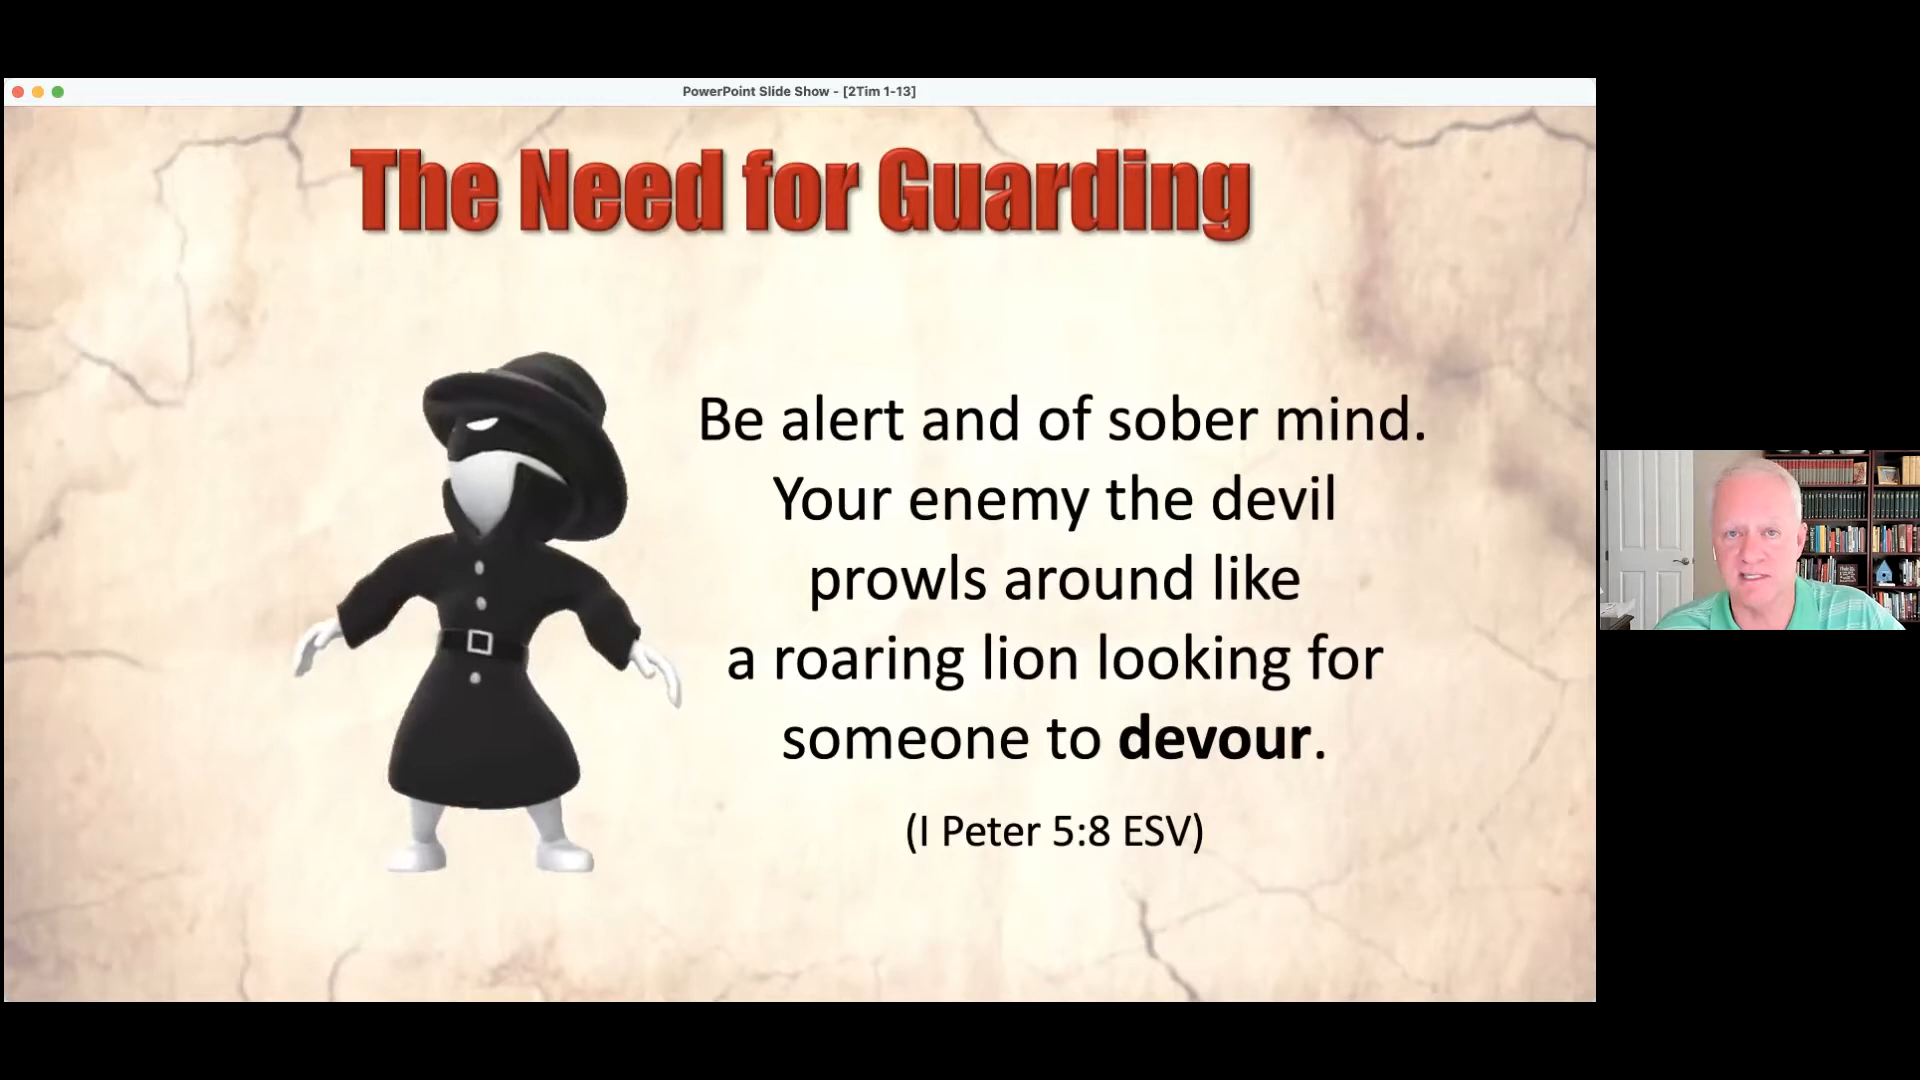 PowerPoint Slide Show - [2Tim 1-13]
The Need for Guarding
Be alert and of sober mind.
Your enemy the devil
prowls around like
a roaring lion looking for
someone to devour.
(I Peter 5:8 ESV)